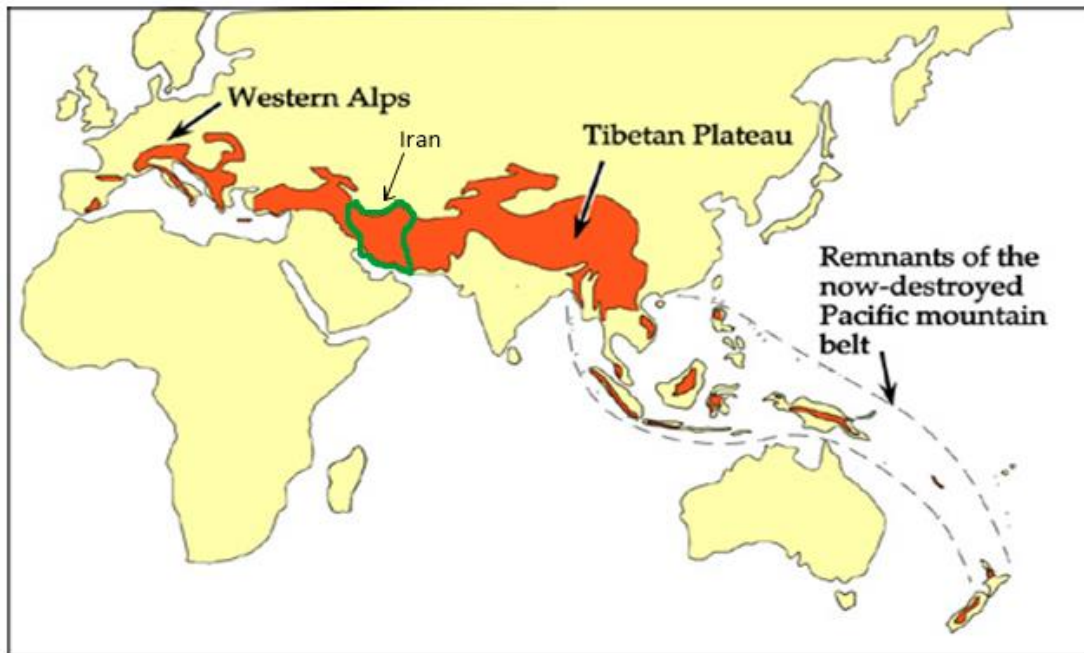 Western Alps
Iran
Tibetan Plateau
Remnants of the
now-destroyed
Pacific mountain
belt